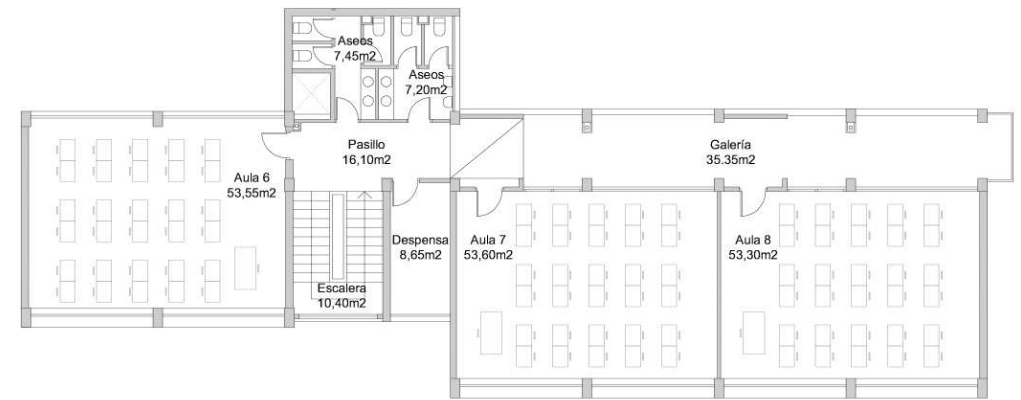 Aseos
7,45m2
Aseos
7,20m2
Pasillo
16,10m2
Galería
35.35m2
Aula 6
53,55m2
Despensa
8,65m2
Aula 7
53,60m2
Aula 8
53,30m2
Escalera
10,40m2